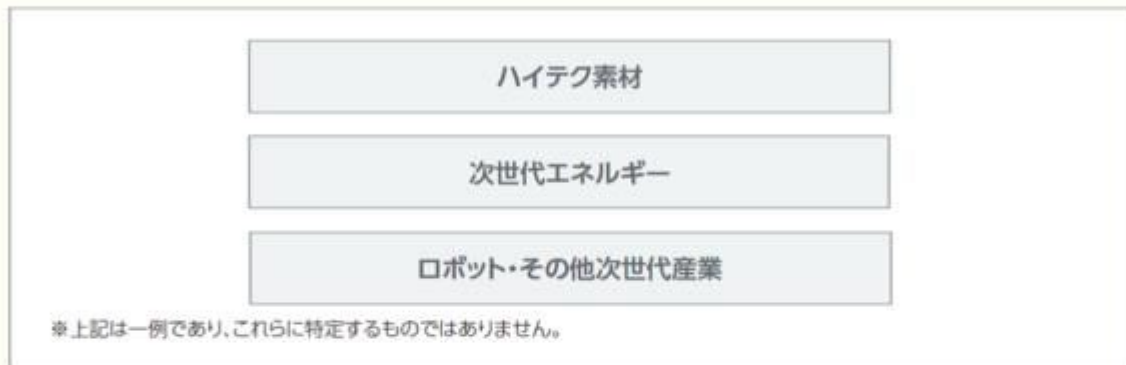 ハイテク素材
次世代エネルギー
ロボット・その他次世代産業
※上記は一例であり、これらに特定するものではありません。